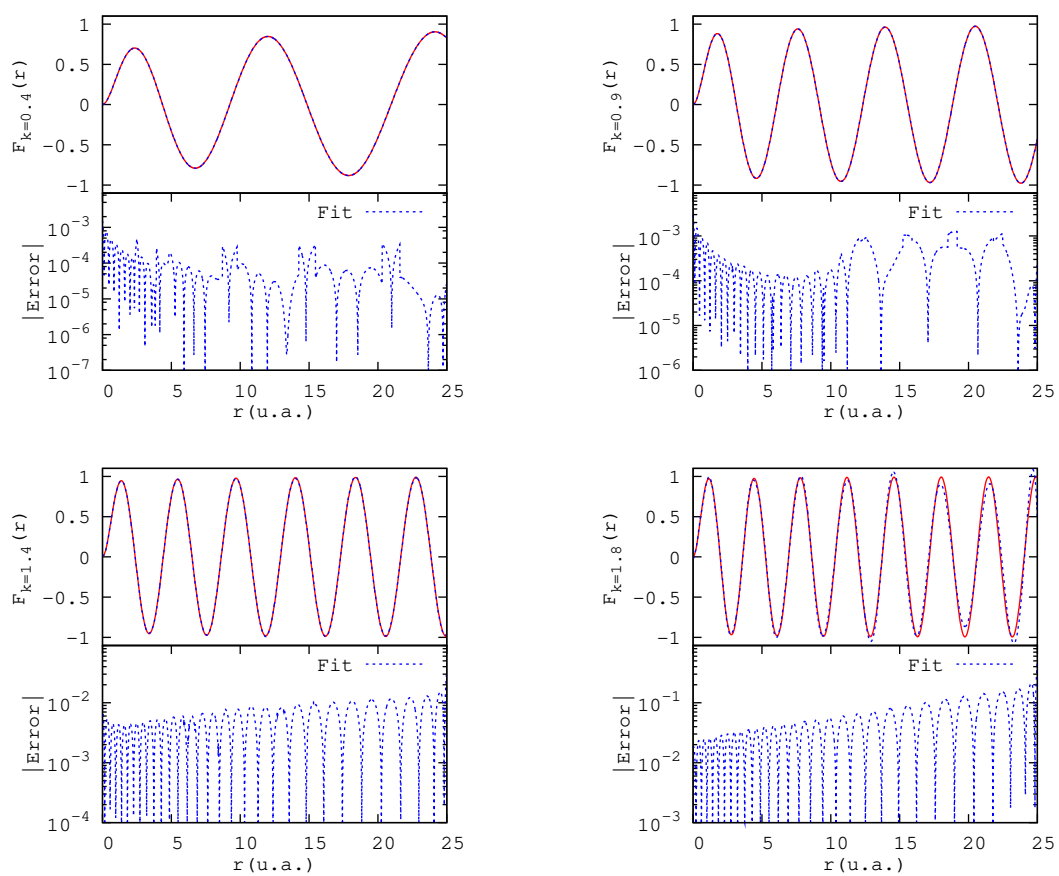 1
0.5
0
−0.5
−1
F_{k=0.4}(r)
Fit
10^{-3}
10^{-4}
10^{-5}
10^{-6}
10^{-7}
|Error|
0 5 10 15 20 25
r(u.a.)
1
0.5
0
−0.5
−1
F_{k=0.9}(r)
Fit
10^{-3}
10^{-4}
10^{-5}
10^{-6}
|Error|
0 5 10 15 20 25
r(u.a.)
1
0.5
0
−0.5
−1
F_{k=1.4}(r)
Fit
10^{-2}
10^{-3}
10^{-4}
|Error|
0 5 10 15 20 25
r(u.a.)
1
0.5
0
−0.5
−1
F_{k=1.8}(r)
Fit
10^{-1}
10^{-2}
10^{-3}
|Error|
0 5 10 15 20 25
r(u.a.)